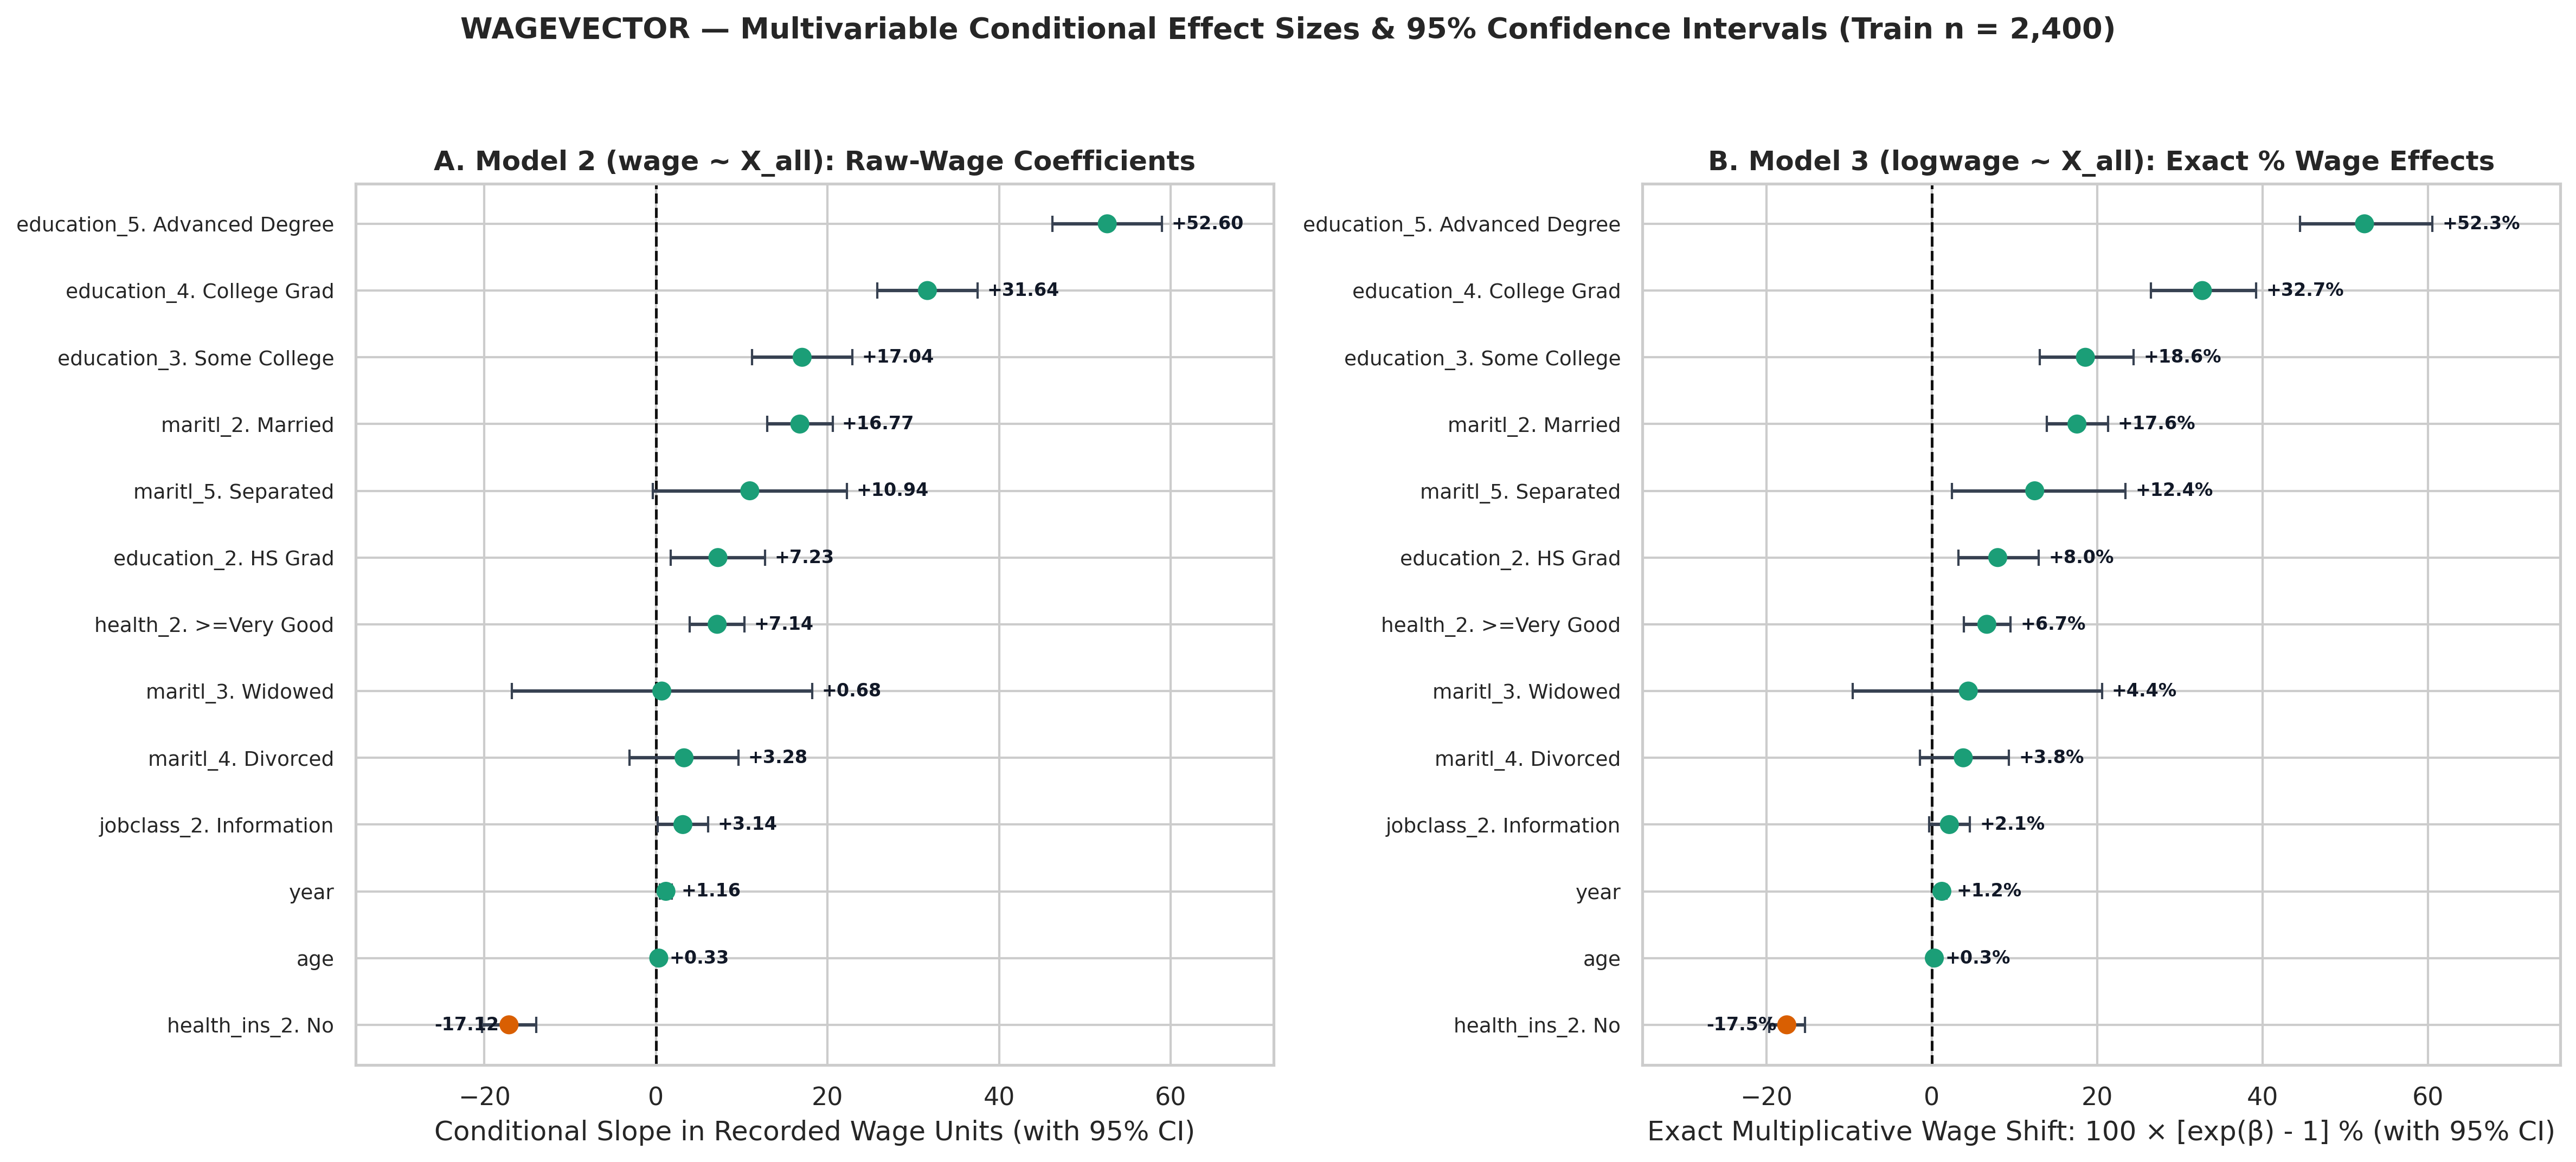 WAGEVECTOR — Multivariable Conditional Effect Sizes & 95% Confidence Intervals (Train n = 2,400)
A. Model 2 (wage ~ X_all): Raw-Wage Coefficients
education_5. Advanced Degree
+52.60
education_4. College Grad
+31.64
education_3. Some College
+17.04
maritl_2. Married
+16.77
maritl_5. Separated
+10.94
education_2. HS Grad
+7.23
health_2. >=Very Good
+7.14
maritl_3. Widowed
+0.68
maritl_4. Divorced
+3.28
jobclass_2. Information
+3.14
year
+1.16
age
+0.33
health_ins_2. No
-17.12
−20 0 20 40 60
Conditional Slope in Recorded Wage Units (with 95% CI)
B. Model 3 (logwage ~ X_all): Exact % Wage Effects
education_5. Advanced Degree
+52.3%
education_4. College Grad
+32.7%
education_3. Some College
+18.6%
maritl_2. Married
+17.6%
maritl_5. Separated
+12.4%
education_2. HS Grad
+8.0%
health_2. >=Very Good
+6.7%
maritl_3. Widowed
+4.4%
maritl_4. Divorced
+3.8%
jobclass_2. Information
+2.1%
year
+1.2%
age
+0.3%
health_ins_2. No
-17.5%
−20 0 20 40 60
Exact Multiplicative Wage Shift: 100 × [exp(β) - 1] % (with 95% CI)